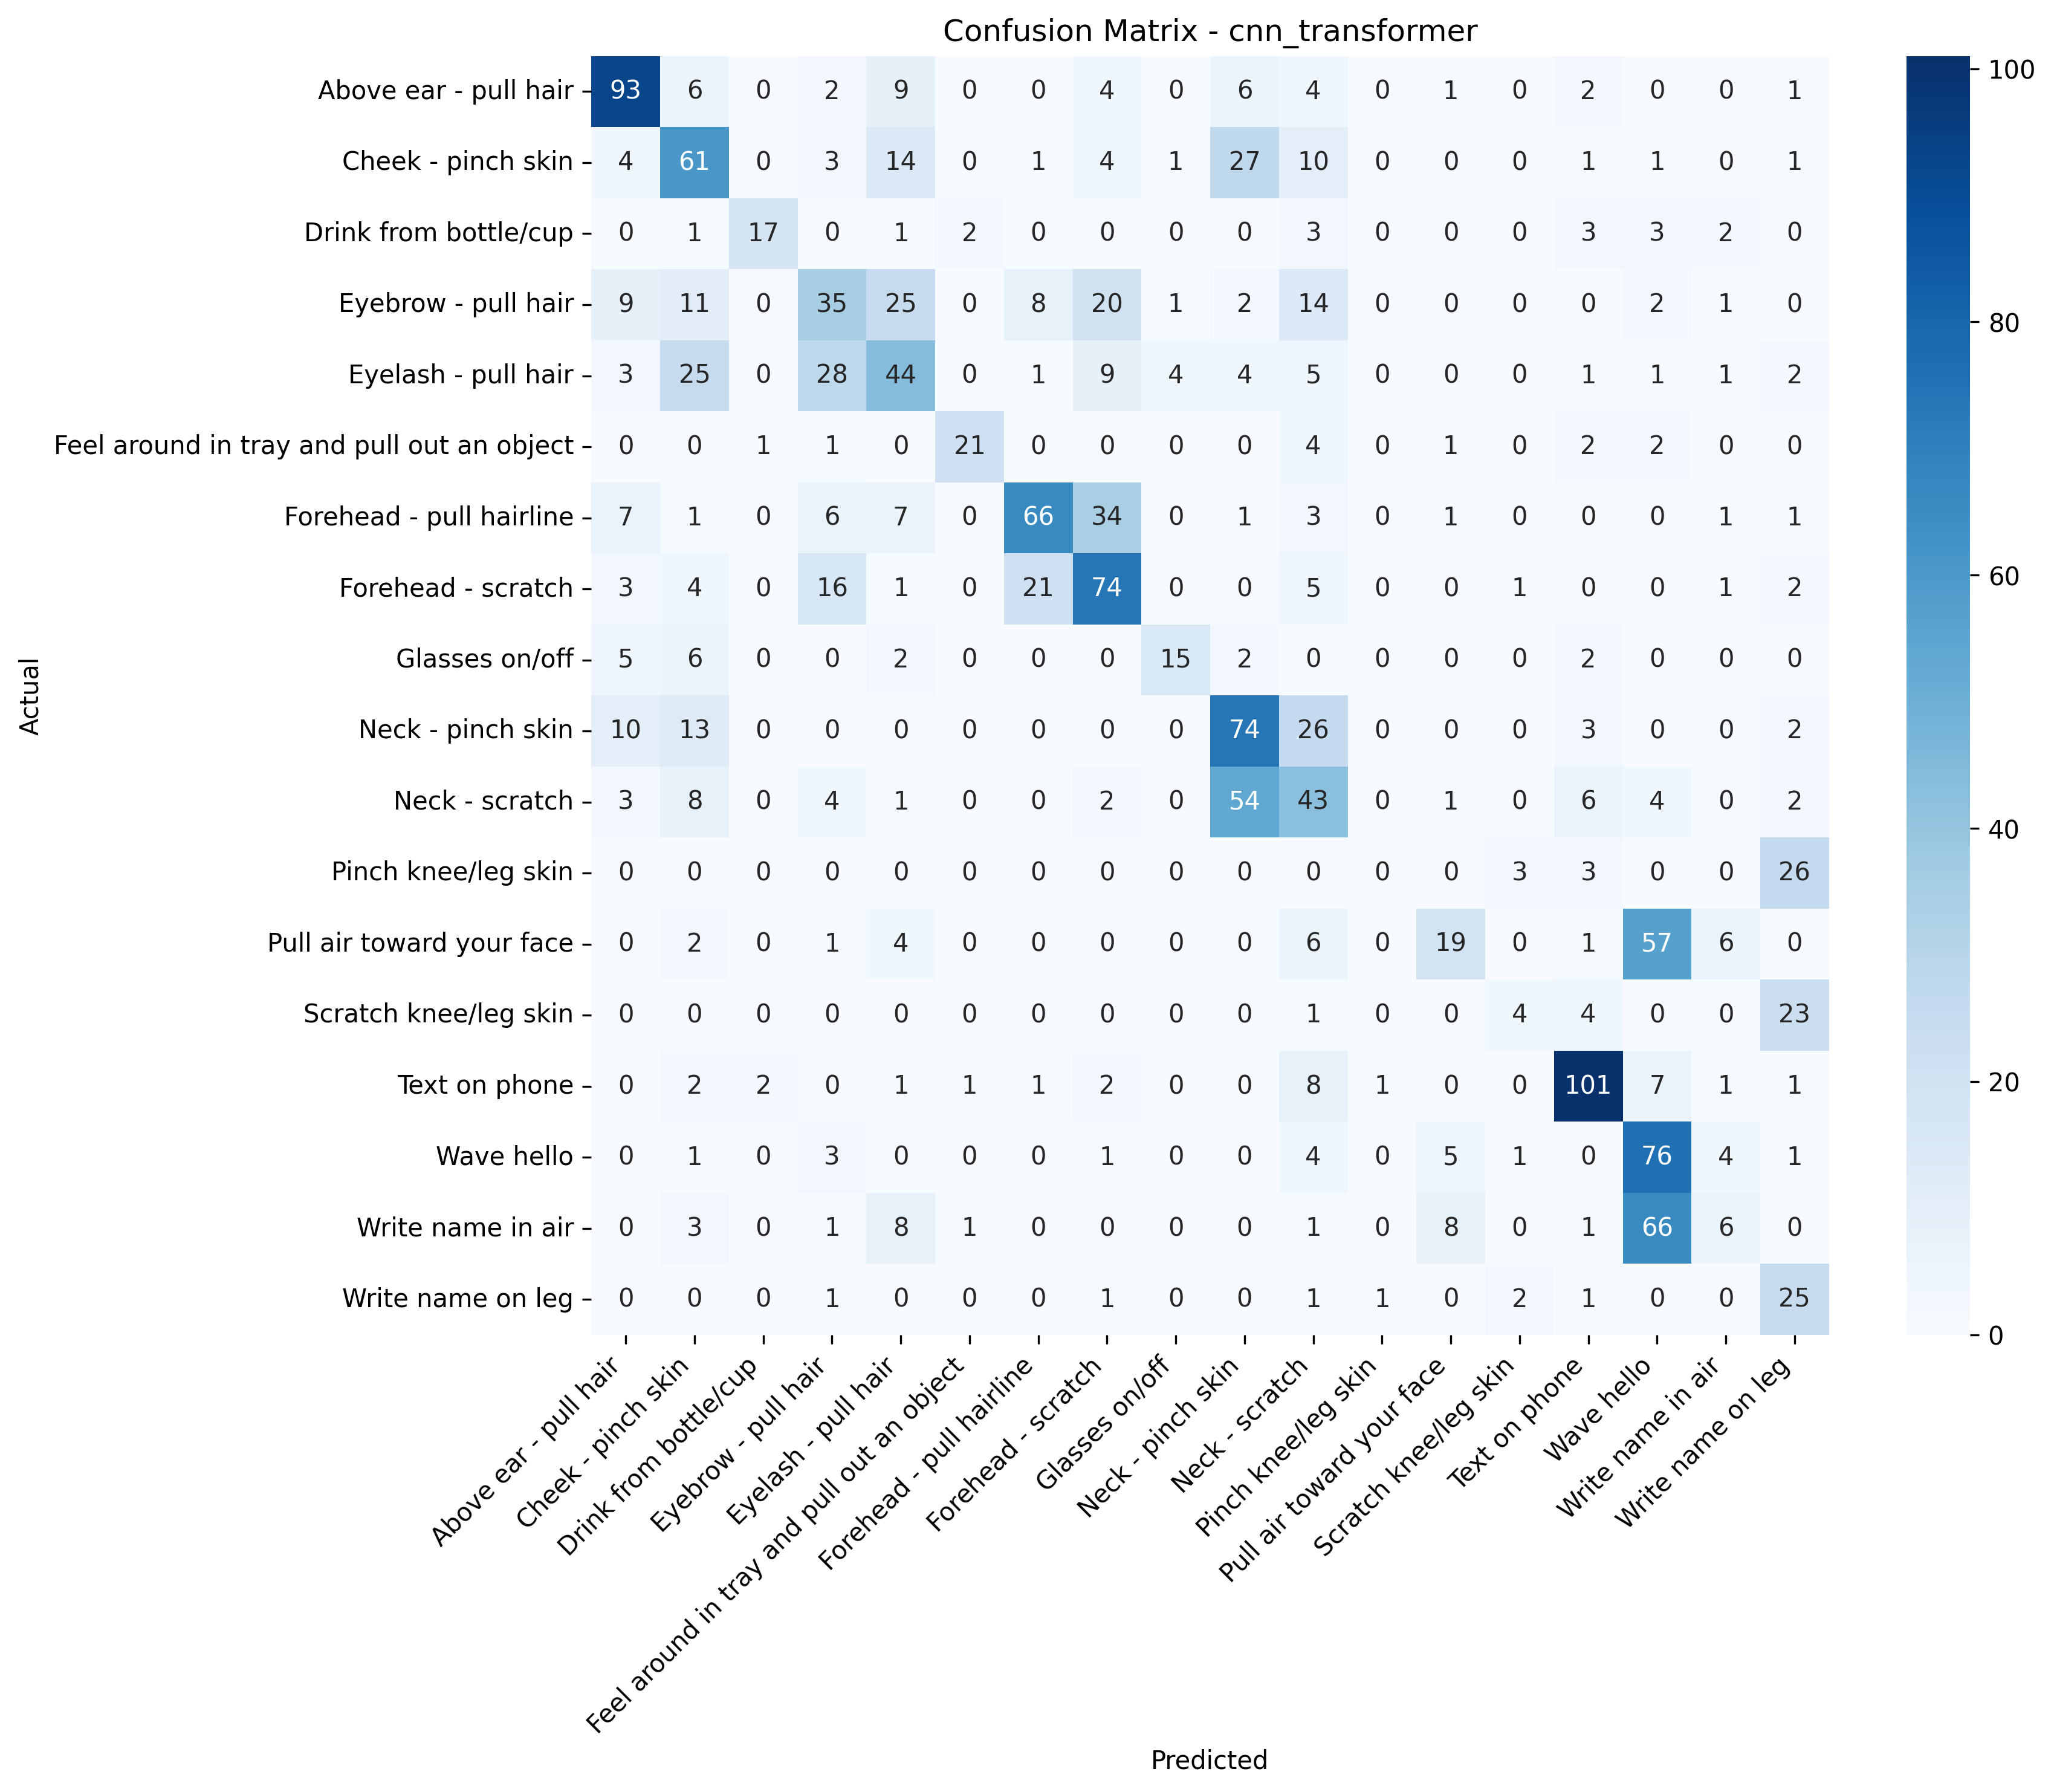 Confusion Matrix - cnn_transformer
Above ear - pull hair 93 6 0 2 9 0 0 4 0 6 4 0 1 0 2 0 0 1
Cheek - pinch skin 4 61 0 3 14 0 1 4 1 27 10 0 0 0 1 1 0 1
Drink from bottle/cup 0 1 17 0 1 2 0 0 0 0 3 0 0 0 3 3 2 0
Eyebrow - pull hair 9 11 0 35 25 0 8 20 1 2 14 0 0 0 0 2 1 0
Eyelash - pull hair 3 25 0 28 44 0 1 9 4 4 5 0 0 0 1 1 1 2
Feel around in tray and pull out an object 0 0 1 1 0 21 0 0 0 0 4 0 1 0 2 2 0 0
Forehead - pull hairline 7 1 0 6 7 0 66 34 0 1 3 0 1 0 0 0 1 1
Forehead - scratch 3 4 0 16 1 0 21 74 0 0 5 0 0 1 0 0 1 2
Glasses on/off 5 6 0 0 2 0 0 0 15 2 0 0 0 0 2 0 0 0
Neck - pinch skin 10 13 0 0 0 0 0 0 0 74 26 0 0 0 3 0 0 2
Neck - scratch 3 8 0 4 1 0 0 2 0 54 43 0 1 0 6 4 0 2
Pinch knee/leg skin 0 0 0 0 0 0 0 0 0 0 0 0 0 3 3 0 0 26
Pull air toward your face 0 2 0 1 4 0 0 0 0 0 6 0 19 0 1 57 6 0
Scratch knee/leg skin 0 0 0 0 0 0 0 0 0 0 1 0 0 4 4 0 0 23
Text on phone 0 2 2 0 1 1 1 2 0 0 8 1 0 0 101 7 1 1
Wave hello 0 1 0 3 0 0 0 1 0 0 4 0 5 1 0 76 4 1
Write name in air 0 3 0 1 8 1 0 0 0 0 1 0 8 0 1 66 6 0
Write name on leg 0 0 0 1 0 0 0 1 0 0 1 1 0 2 1 0 0 25
Actual
Above ear - pull hair
Cheek - pinch skin
Drink from bottle/cup
Eyebrow - pull hair
Eyelash - pull hair
Feel around in tray and pull out an object
Forehead - pull hairline
Forehead - scratch
Glasses on/off
Neck - pinch skin
Neck - scratch
Pinch knee/leg skin
Pull air toward your face
Scratch knee/leg skin
Text on phone
Wave hello
Write name in air
Write name on leg
Predicted
100
80
60
40
20
0